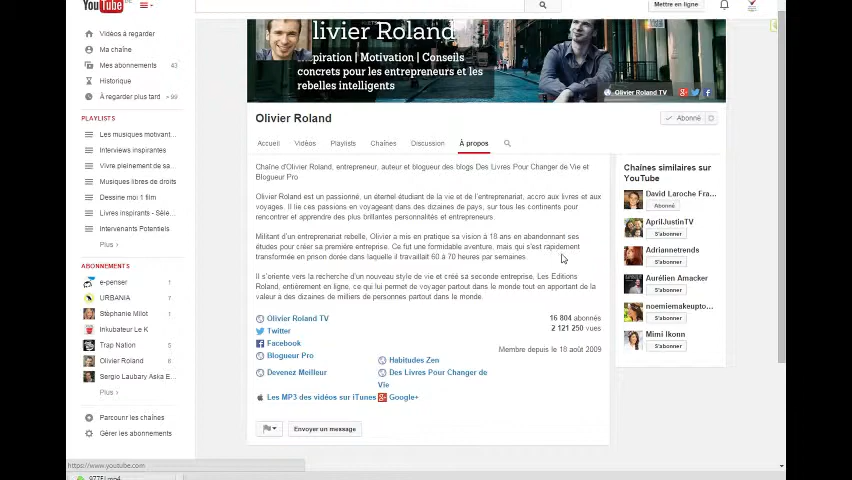 YouTube BE
Mettre en ligne
Vidéos à regarder
Ma chaîne
Mes abonnements 43
Historique
À regarder plus tard
PLAYLISTS
Les musiques motivant...
Interviews inspirantes
Vivre pleinement de sa...
Musiques libres de droits
Dessine moi 1 film
Livres inspirants - Séle...
Intervenants Potentiels
Plus ›
ABONNEMENTS
e-penser 1
URBANIA 1
Stéphanie Milot 1
Inkubateur Le K 1
Trap Nation 5
Olivier Roland 6
Sergio Laubary Aska E...
Plus ›
Parcourir les chaînes
Gérer les abonnements
https://www.youtube.com
livier Roland
piration | Motivation | Conseils
concrets pour les entrepreneurs et les
rebelles intelligents
Olivier Roland TV
Olivier Roland
Abonné
Accueil Vidéos Playlists Chaînes Discussion À propos
Chaîne d'Olivier Roland, entrepreneur, auteur et blogueur des blogs Des Livres Pour Changer de Vie et
Blogueur Pro
Olivier Roland est un passionné, un éternel étudiant de la vie et de l'entreprenariat, accro aux livres et aux
voyages. Il lie ces passions en voyageant dans des dizaines de pays, sur tous les continents pour
rencontrer et apprendre des plus brillantes personnalités et entrepreneurs.
Militant d'un entreprenariat rebelle, Olivier a mis en pratique sa vision à 18 ans en abandonnant ses
études pour créer sa première entreprise. Ce fut une formidable aventure, mais qui s'est rapidement
transformée en prison dorée dans laquelle il travaillait 60 à 70 heures par semaines.
Il s'oriente vers la recherche d'un nouveau style de vie et créé sa seconde entreprise, Les Editions
Roland, entièrement en ligne, ce qui lui permet de voyager partout dans le monde tout en apportant de la
valeur à des dizaines de milliers de personnes partout dans le monde.
Olivier Roland TV
Twitter
Facebook
Blogueur Pro
Habitudes Zen
Devenez Meilleur
Des Livres Pour Changer de
Vie
Les MP3 des vidéos sur iTunes
Google+
16 804 abonnés
2 121 250 vues
Membre depuis le 18 août 2009
Envoyer un message
Chaînes similaires sur
YouTube
David Laroche Fra...
Abonné
AprilJustinTV
S'abonner
Adriannetrends
S'abonner
Aurélien Amacker
S'abonner
noemiemakeupto...
S'abonner
Mimi Ikonn
S'abonner